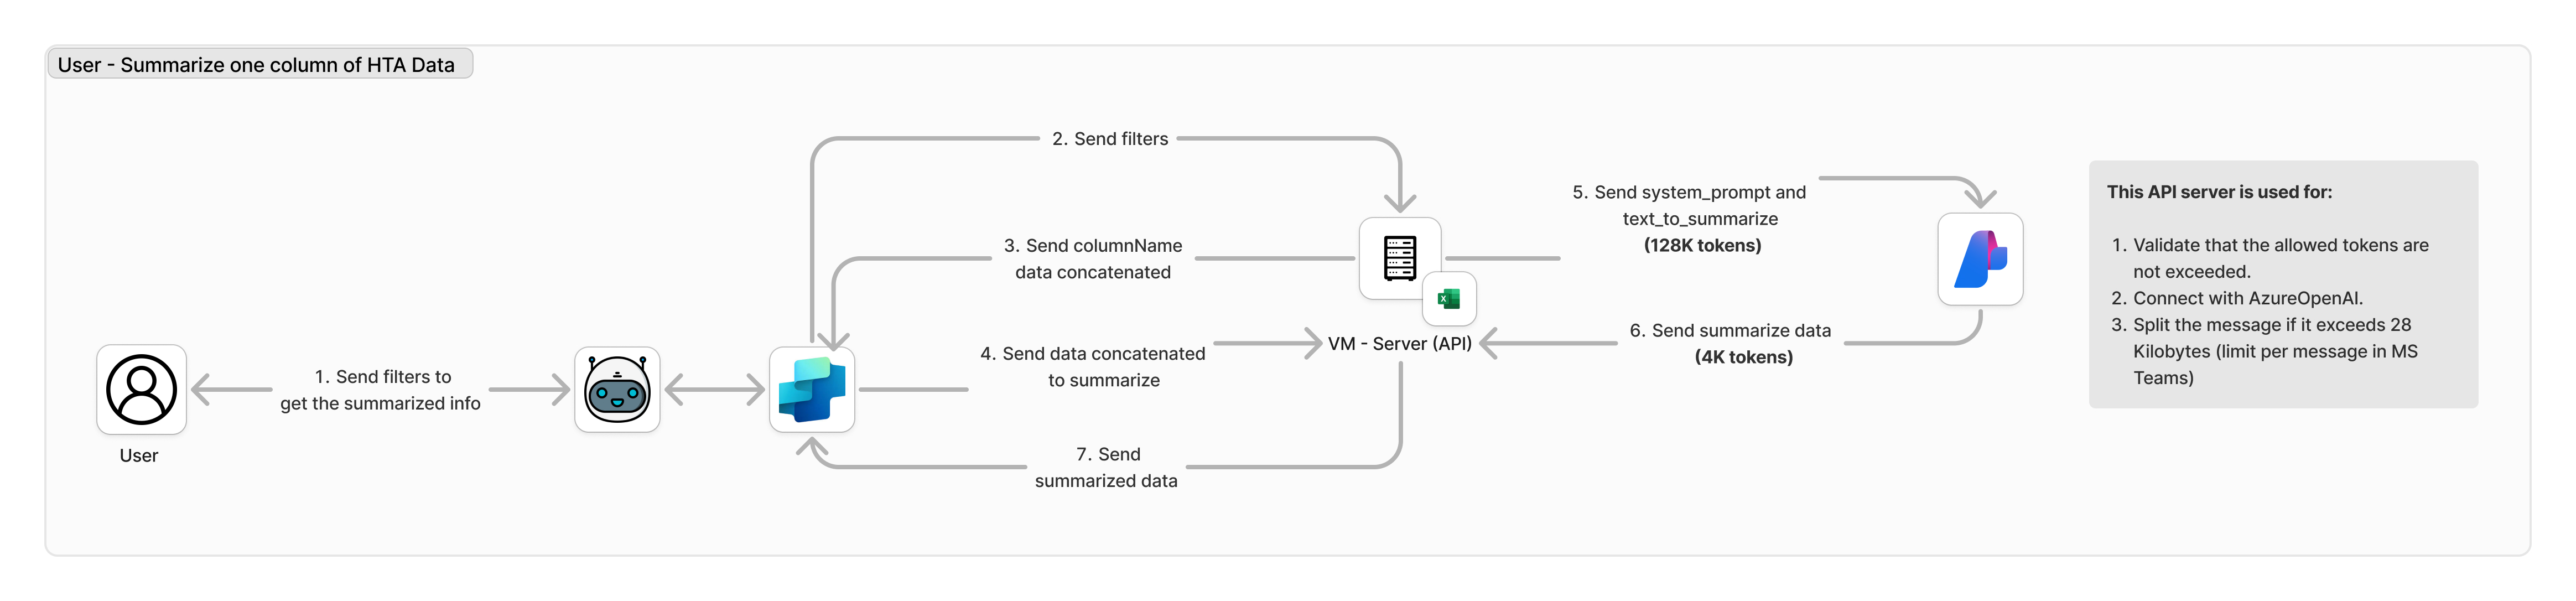 User - Summarize one column of HTA Data
2. Send filters
5. Send system_prompt and
text_to_summarize
(128K tokens)
This API server is used for:
1. Validate that the allowed tokens are
not exceeded.
2. Connect with AzureOpenAI.
3. Split the message if it exceeds 28
Kilobytes (limit per message in MS
Teams)
3. Send columnName
data concatenated
X
6. Send summarize data
(4K tokens)
VM - Server (API)
4. Send data concatenated
to summarize
1. Send filters to
get the summarized info
User
7. Send
summarized data